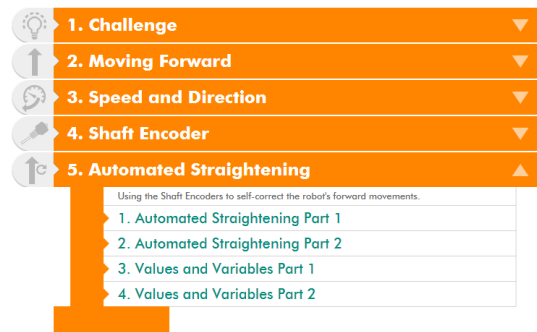 1. Challenge
2. Moving Forward
3. Speed and Direction
4. Shaft Encoder
5. Automated Straightening
Using the Shaft Encoders to self-correct the robot's forward movements.
1. Automated Straightening Part 1
2. Automated Straightening Part 2
3. Values and Variables Part 1
4. Values and Variables Part 2